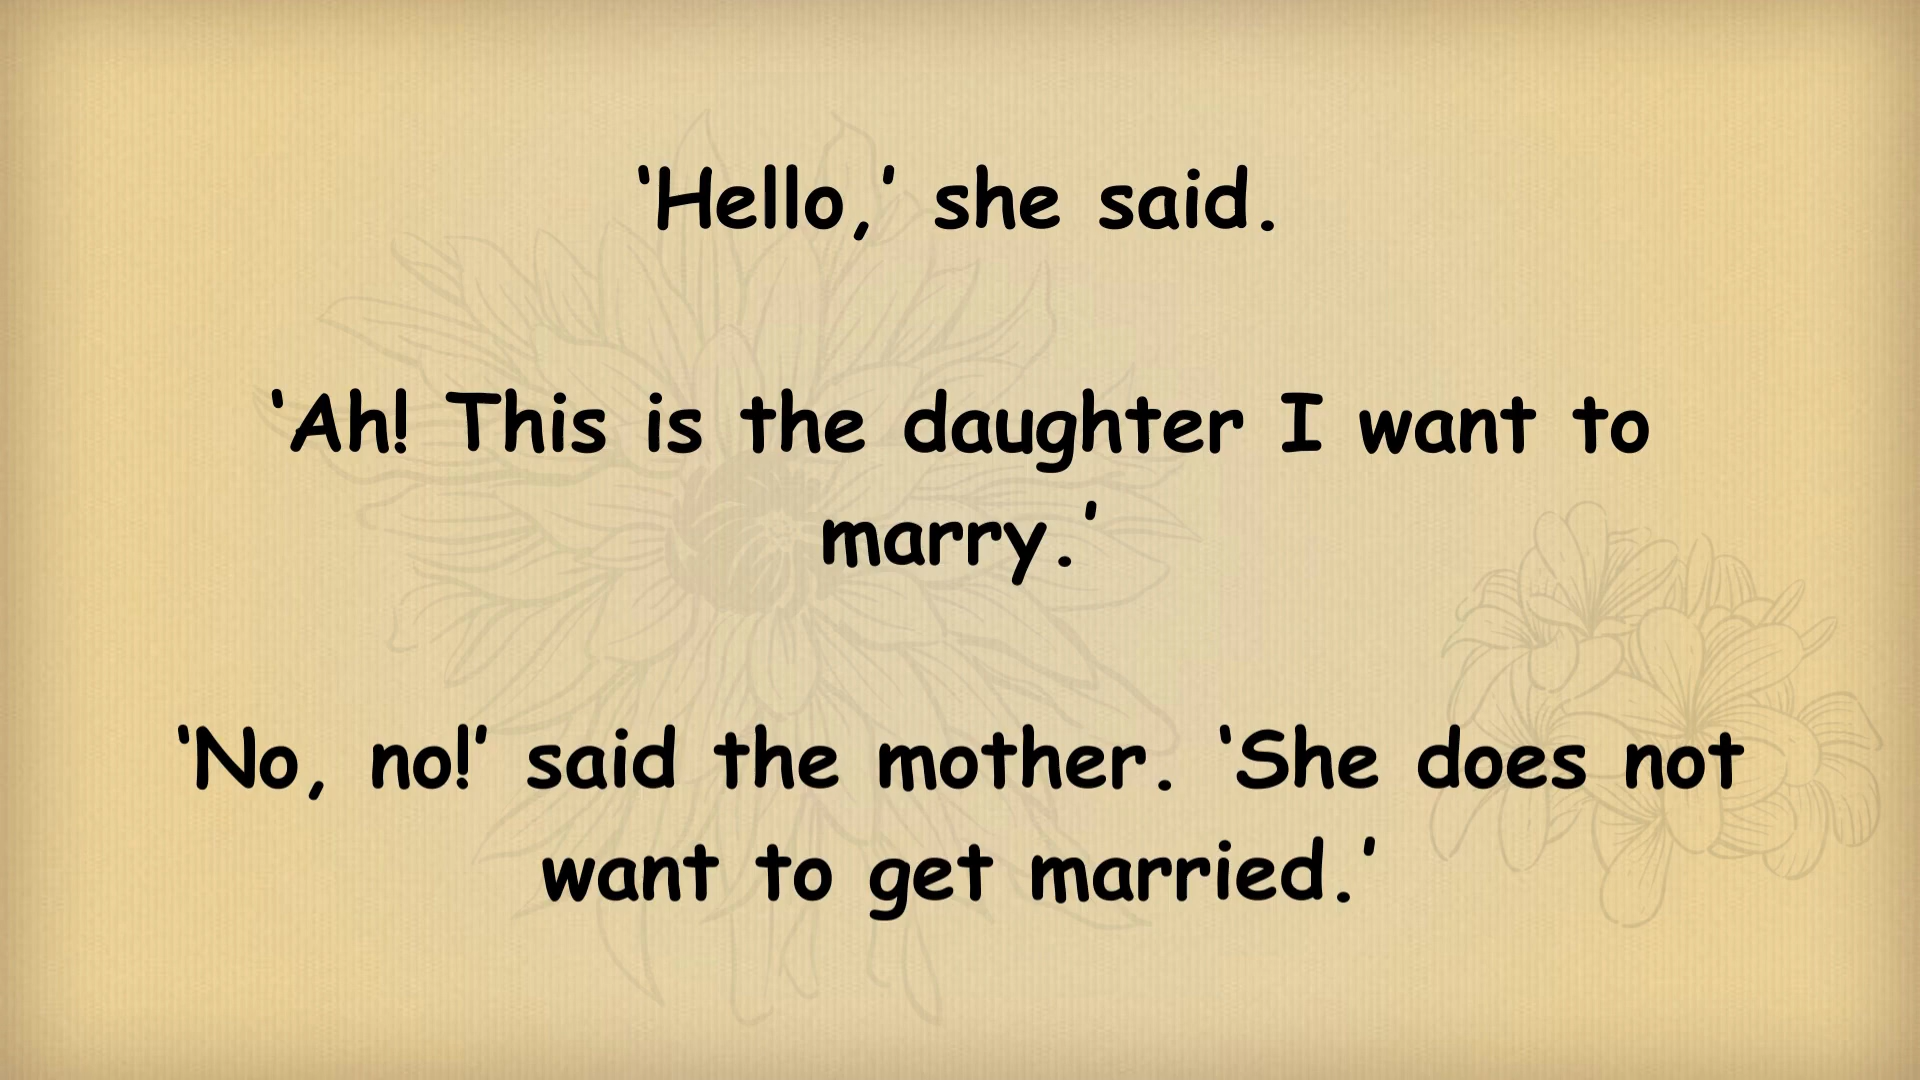 ‘Hello,’ she said.
‘Ah! This is the daughter I want to
marry.’
‘No, no!’ said the mother. ‘She does not
want to get married.’